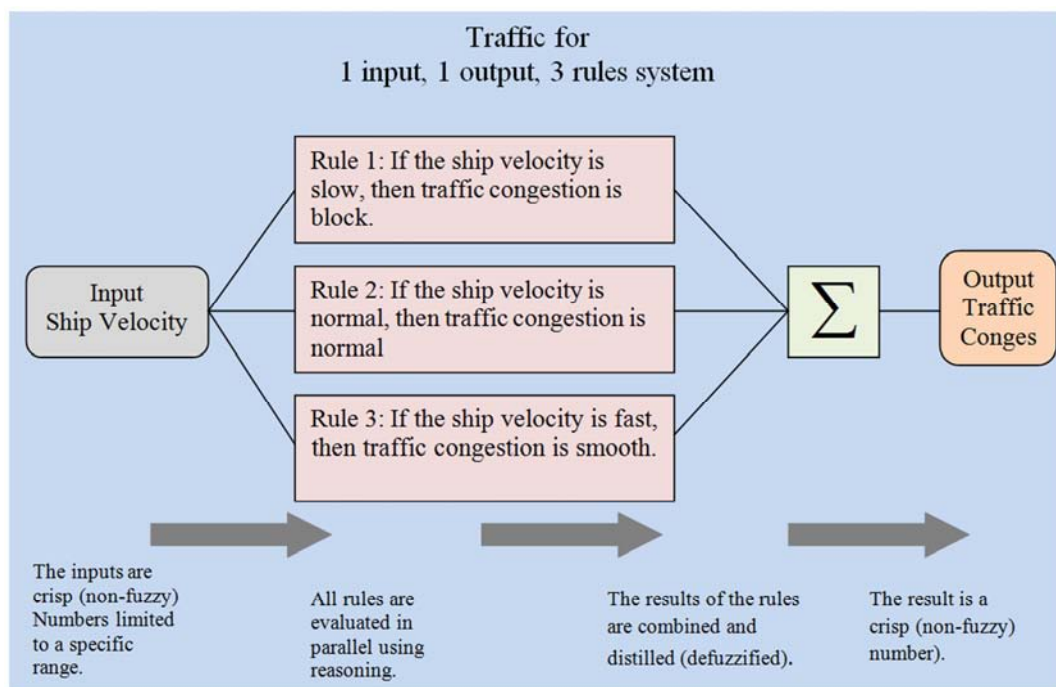 Traffic for
1 input, 1 output, 3 rules system
Rule 1: If the ship velocity is
slow, then traffic congestion is
block.
Input
Ship Velocity
Rule 2: If the ship velocity is
normal, then traffic congestion is
normal
Rule 3: If the ship velocity is fast,
then traffic congestion is smooth.
∑
Output
Traffic
Conges
The inputs are
crisp (non-fuzzy)
Numbers limited
to a specific
range.
All rules are
evaluated in
parallel using
reasoning.
The results of the rules
are combined and
distilled (defuzzified).
The result is a
crisp (non-fuzzy)
number).